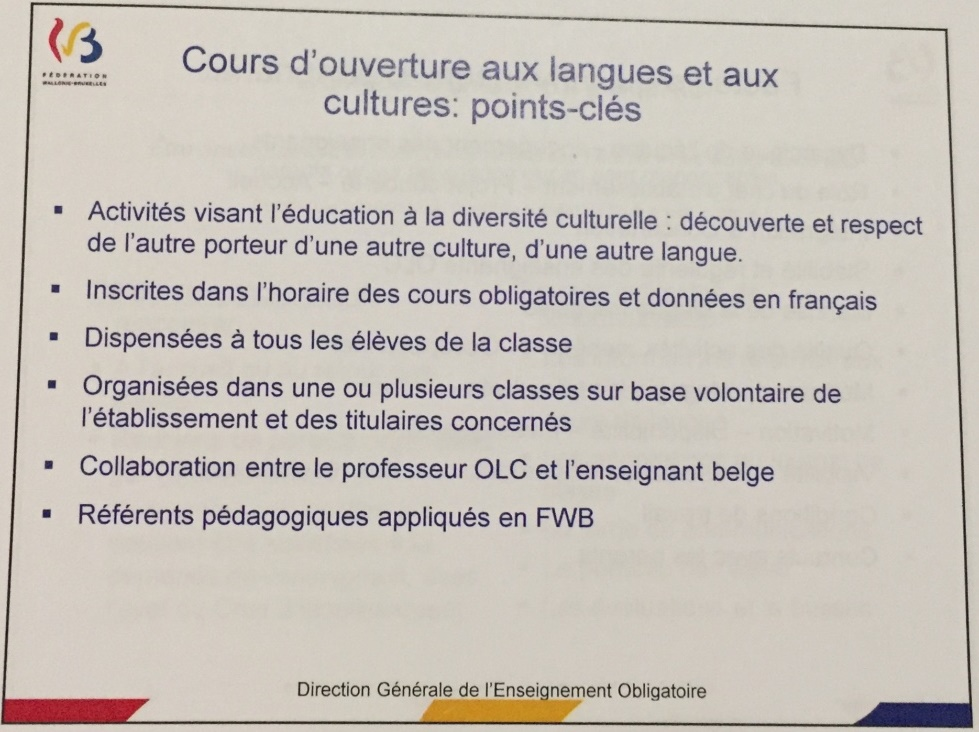 FÉDÉRATION
WALLONIE-BRUXELLES
Cours d’ouverture aux langues et aux
cultures: points-clés
▪ Activités visant l’éducation à la diversité culturelle : découverte et respect
de l’autre porteur d’une autre culture, d’une autre langue.
▪ Inscrites dans l’horaire des cours obligatoires et données en français
▪ Dispensées à tous les élèves de la classe
▪ Organisées dans une ou plusieurs classes sur base volontaire de
l’établissement et des titulaires concernés
▪ Collaboration entre le professeur OLC et l’enseignant belge
▪ Référents pédagogiques appliqués en FWB
Direction Générale de l’Enseignement Obligatoire